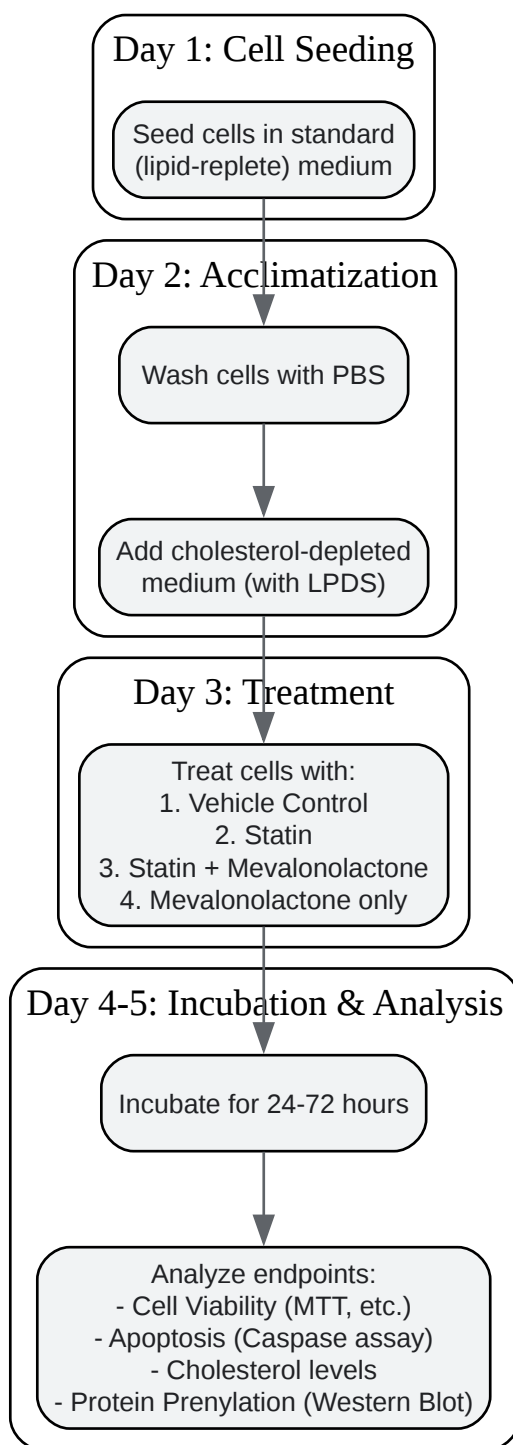 Day 1: Cell Seeding
Seed cells in standard
(lipid-replete) medium
Day 2: Acclimatization
Wash cells with PBS
Add cholesterol-depleted
medium (with LPDS)
Day 3: Treatment
Treat cells with:
1. Vehicle Control
2. Statin
3. Statin + Mevalonolactone
4. Mevalonolactone only
Day 4-5: Incubation & Analysis
Incubate for 24-72 hours
Analyze endpoints:
- Cell Viability (MTT, etc.)
- Apoptosis (Caspase assay)
- Cholesterol levels
- Protein Prenylation (Western Blot)